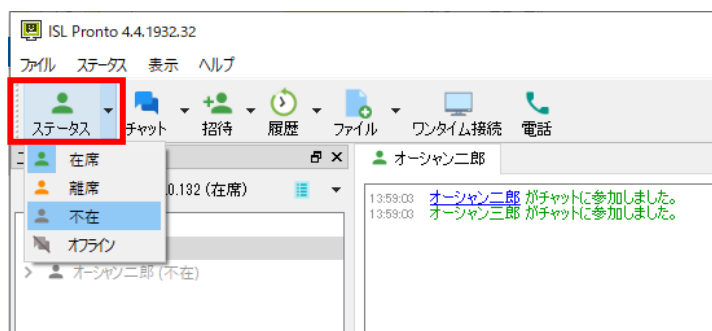 ISL Pronto 4.4.1932.32
ファイル ステータス 表示 ヘルプ
ステータス チャット 招待 履歴 ファイル ワンタイム接続 電話
在席
離席
不在
オフライン
0.132 (在席)
オーシャン二郎 (不在)
オーシャン二郎
13:59:03 オーシャン二郎 がチャットに参加しました。
13:59:03 オーシャン三郎 がチャットに参加しました。